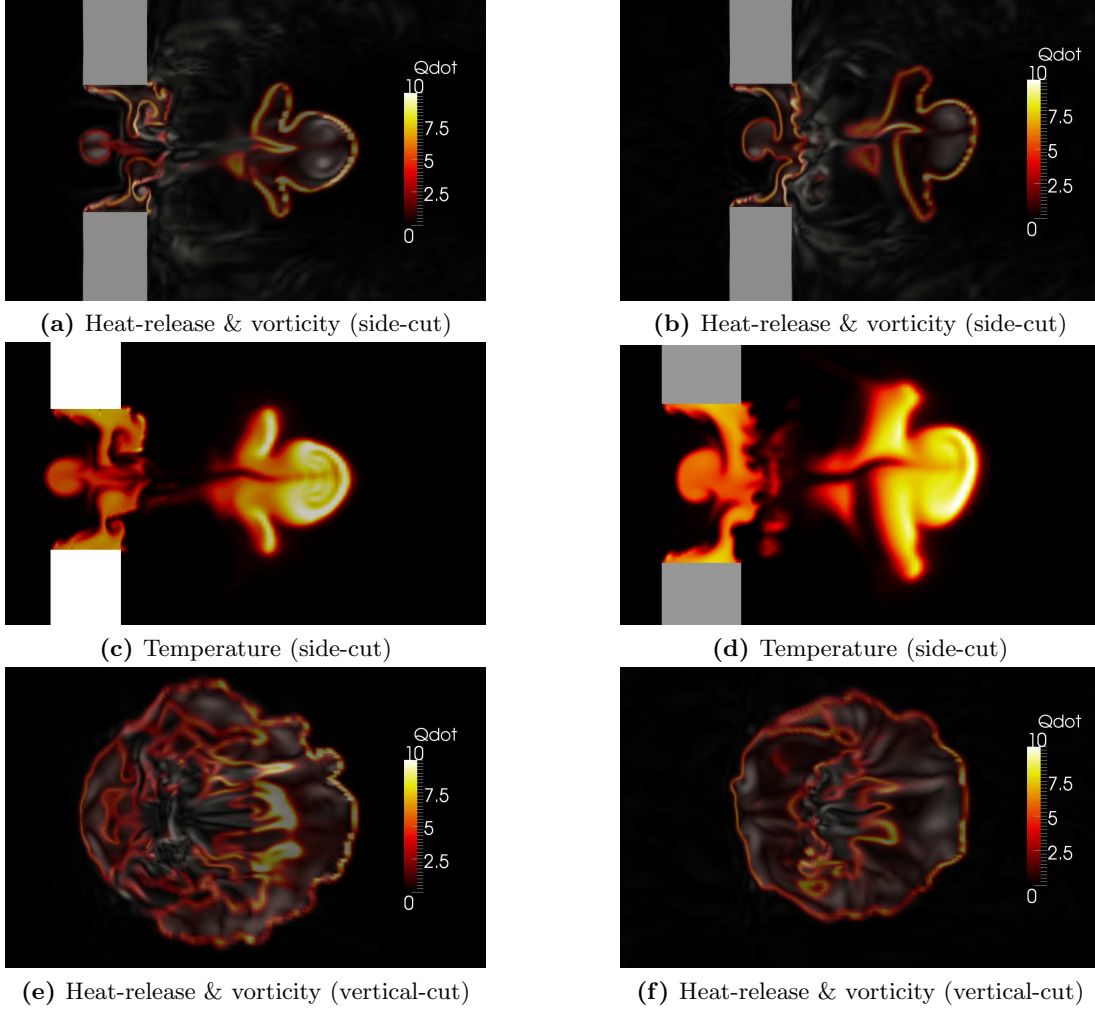 Qdot
10
7.5
5
2.5
0
Qdot
10
7.5
5
2.5
0
(a) Heat-release & vorticity (side-cut)
(b) Heat-release & vorticity (side-cut)
(c) Temperature (side-cut)
(d) Temperature (side-cut)
Qdot
10
7.5
5
2.5
0
Qdot
10
7.5
5
2.5
0
(e) Heat-release & vorticity (vertical-cut)
(f) Heat-release & vorticity (vertical-cut)